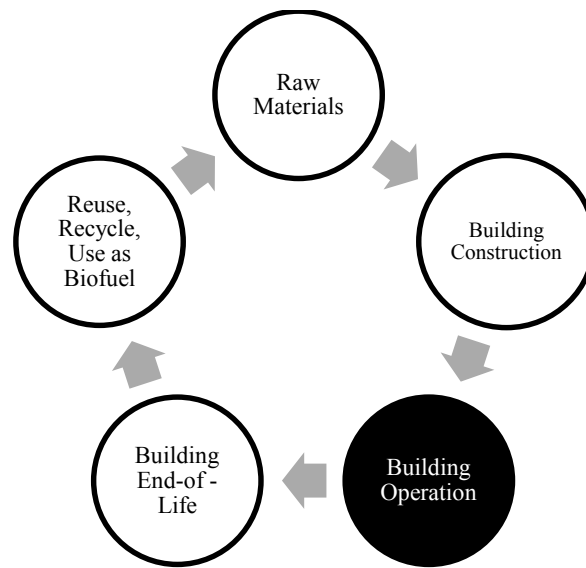 Raw
Materials
Building
Construction
Building
Operation
Building
End-of -
Life
Reuse,
Recycle,
Use as
Biofuel